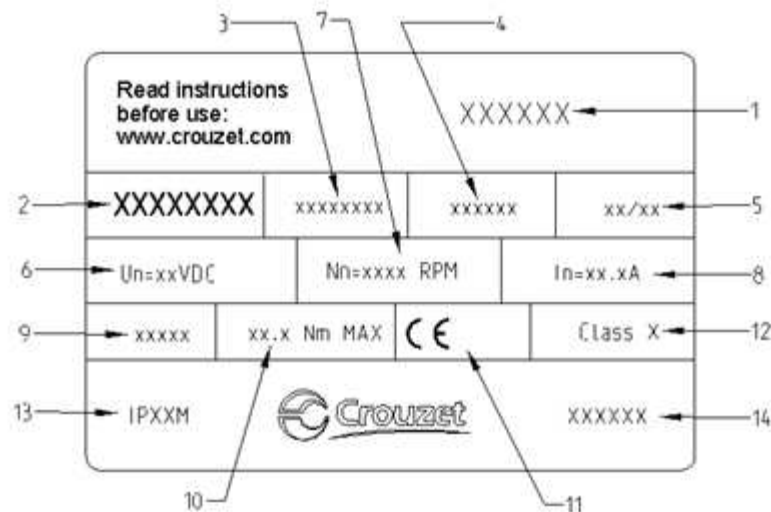 3 7 4
Read instructions
before use:
www.crouzet.com
XXXXXX 1
2 XXXXXXXX xxxxxxxx xxxxxx xx/xx 5
6 Un=xxVDC Nn=xxxx RPM In=xx.xA 8
9 xxxxx xx.x Nm MAX CE Class X 12
13 IPXXM Crouzet XXXXXX 14
10 11